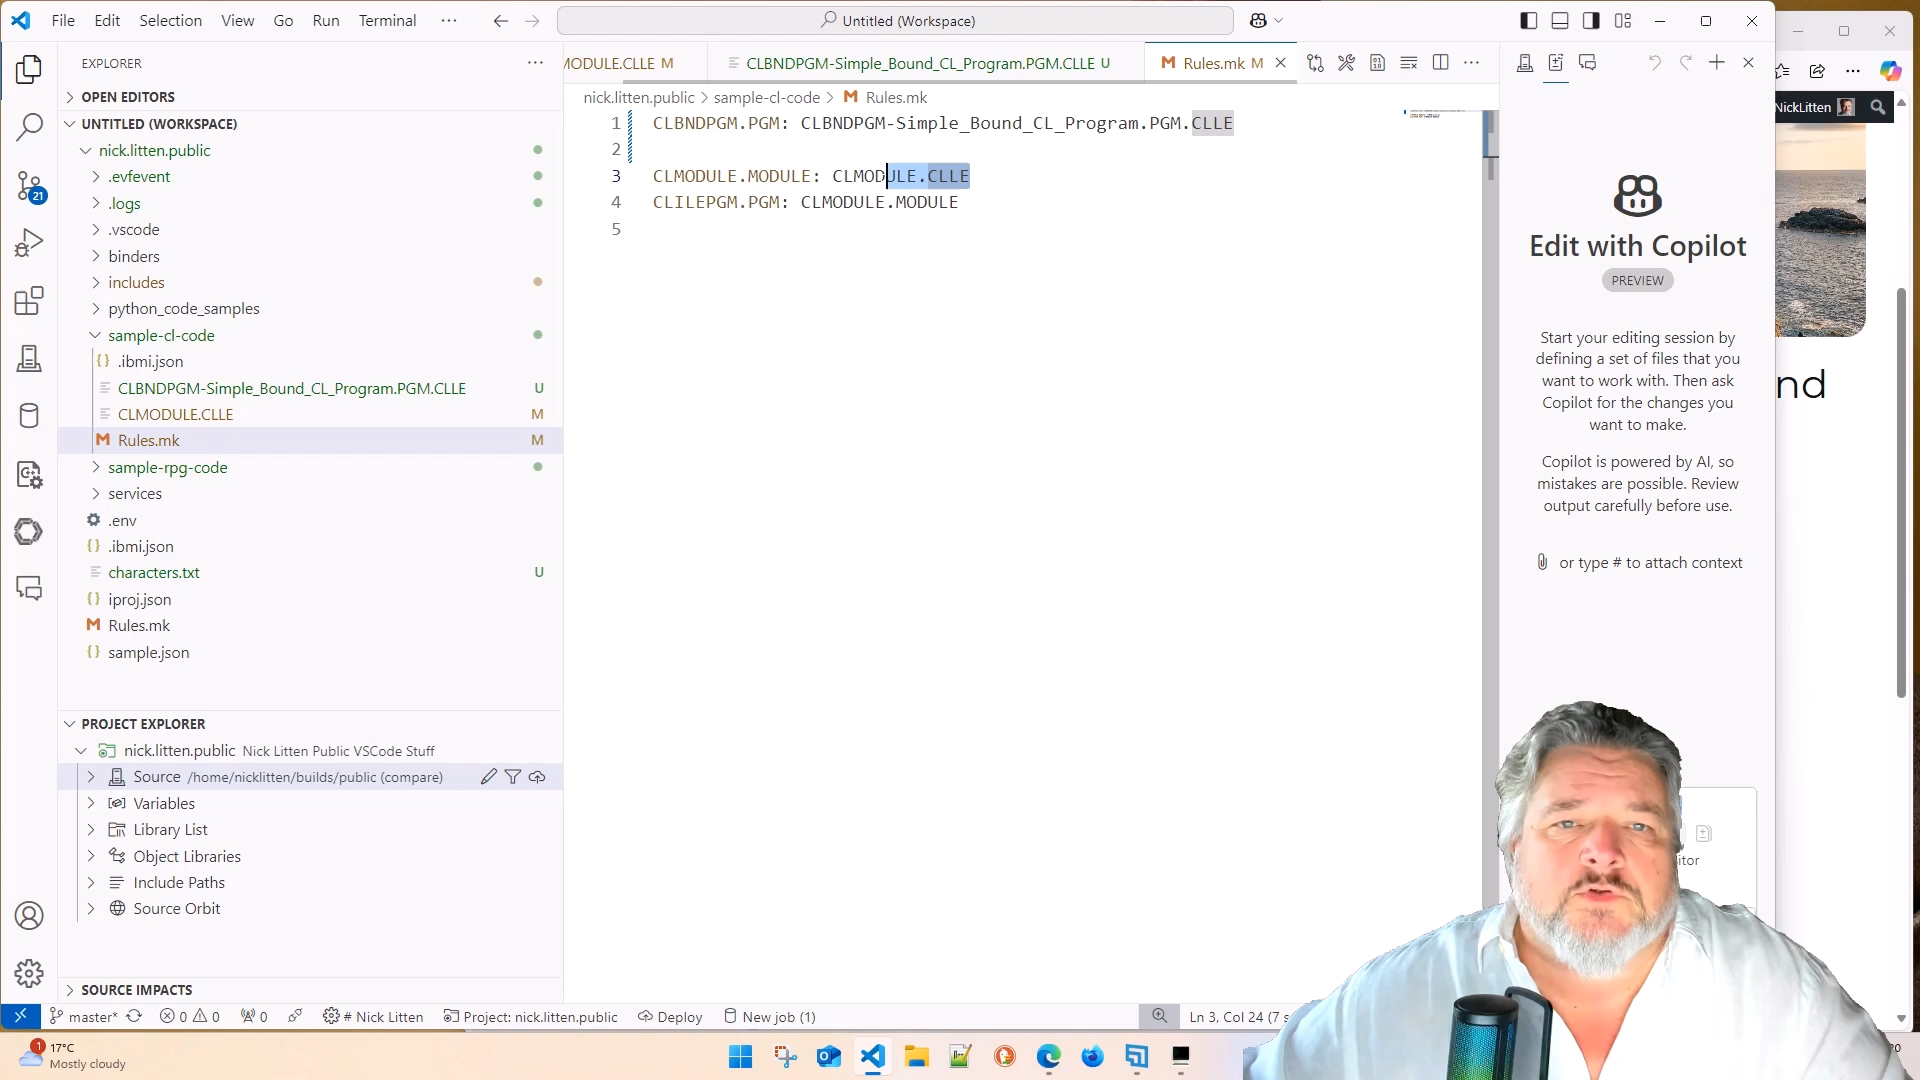 File Edit Selection View Go Run Terminal ···
Untitled (Workspace)
EXPLORER
OPEN EDITORS
UNTITLED (WORKSPACE)
nick.litten.public
.evfevent
.logs
.vscode
binders
includes
python_code_samples
sample-cl-code
.ibmi.json
CLBNDPGM-Simple_Bound_CL_Program.PGM.CLLE U
CLMODULE.CLLE M
Rules.mk M
sample-rpg-code
services
.env
.ibmi.json
characters.txt U
iproj.json
Rules.mk
sample.json
21
PROJECT EXPLORER
nick.litten.public Nick Litten Public VSCode Stuff
Source /home/nicklitten/builds/public (compare)
Variables
Library List
Object Libraries
Include Paths
Source Orbit
SOURCE IMPACTS
MODULE.CLLE M
CLBNDPGM-Simple_Bound_CL_Program.PGM.CLLE U
Rules.mk M
nick.litten.public > sample-cl-code > Rules.mk
1 CLBNDPGM.PGM: CLBNDPGM-Simple_Bound_CL_Program.PGM.CLLE
2
3 CLMODULE.MODULE: CLMODULE.CLLE
4 CLILEPGM.PGM: CLMODULE.MODULE
5
Edit with Copilot
PREVIEW
Start your editing session by
defining a set of files that you
want to work with. Then ask
Copilot for the changes you
want to make.
Copilot is powered by AI, so
mistakes are possible. Review
output carefully before use.
or type # to attach context
itor
NickLitten
nd
master* 0 0 0 # Nick Litten Project: nick.litten.public Deploy New job (1) Ln 3, Col 24 (7 s
1
17°C
Mostly cloudy
20